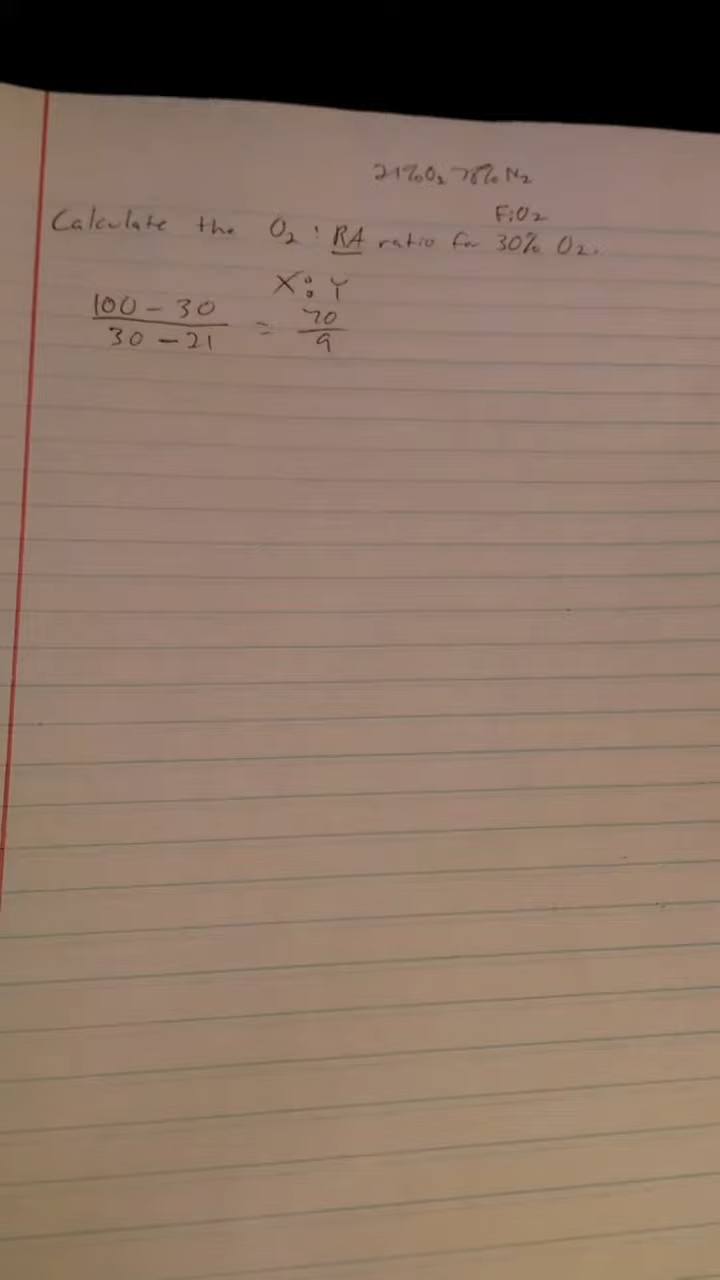 21%O₂ 78% N₂
FiO₂
Calculate the O₂ : RA ratio for 30% O₂.
X : Y
100 - 30 / 30 - 21 = 70 / 9